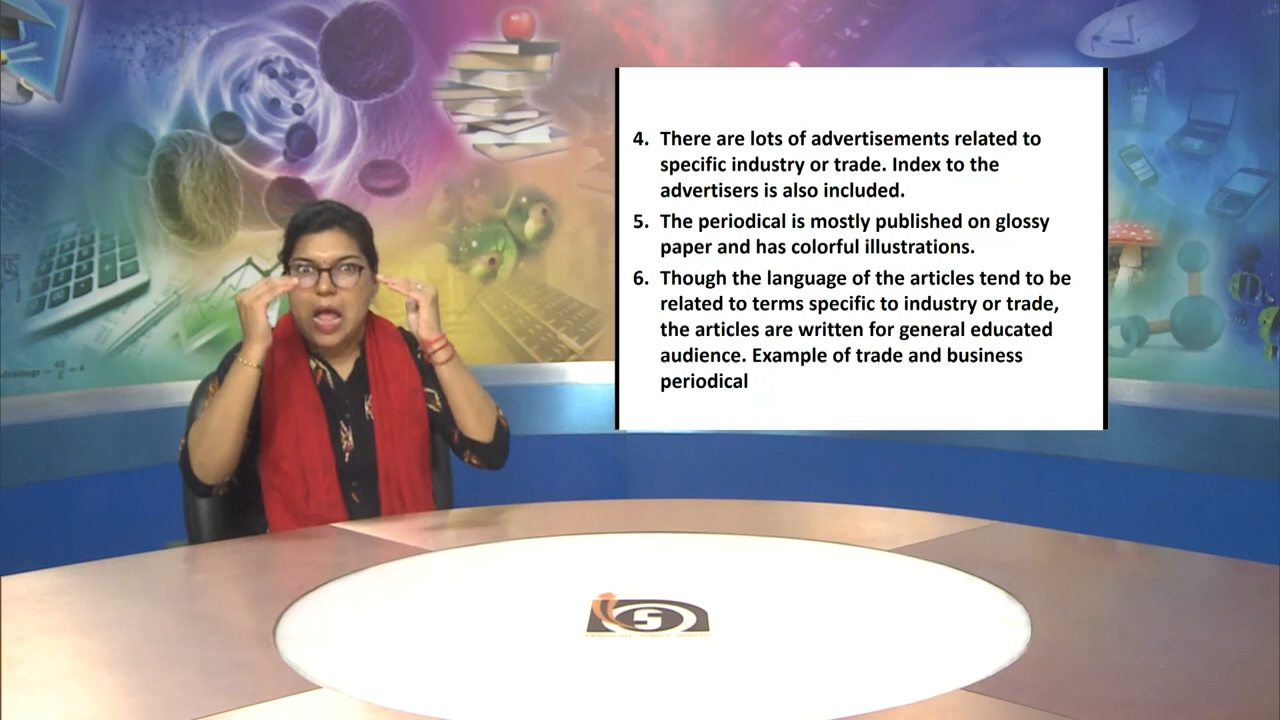 4. There are lots of advertisements related to
specific industry or trade. Index to the
advertisers is also included.
5. The periodical is mostly published on glossy
paper and has colorful illustrations.
6. Though the language of the articles tend to be
related to terms specific to industry or trade,
the articles are written for general educated
audience. Example of trade and business
periodical
S